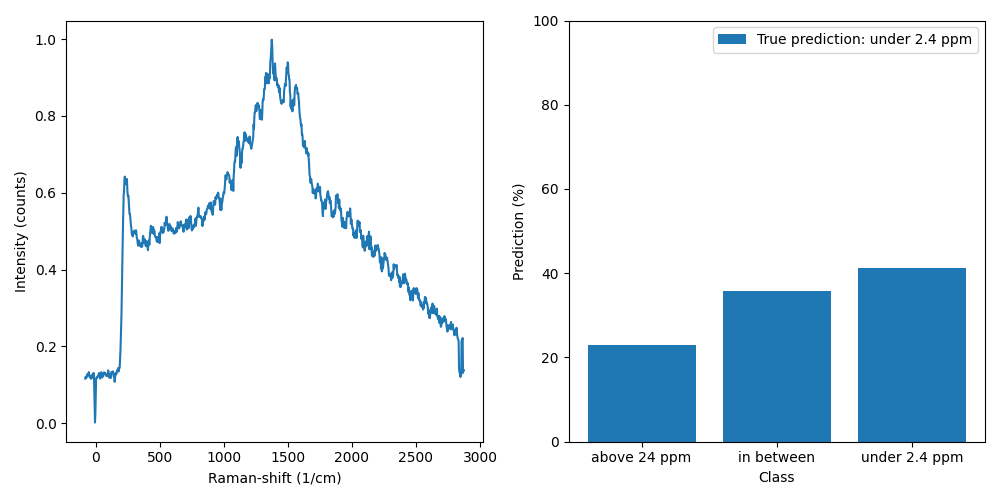 1.0
0.8
0.6
0.4
0.2
0.0
Intensity (counts)
0 500 1000 1500 2000 2500 3000
Raman-shift (1/cm)
100
80
60
40
20
0
Prediction (%)
True prediction: under 2.4 ppm
above 24 ppm in between under 2.4 ppm
Class